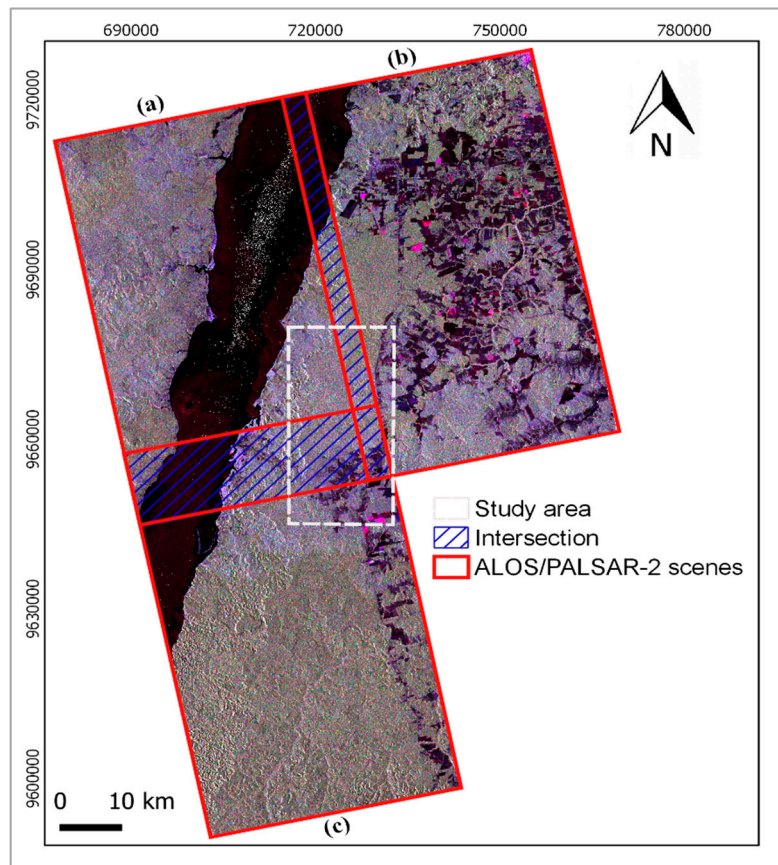 690000 720000 750000 780000
(b)
(a)
N
9720000
9690000
9660000
9630000
9600000
Study area
Intersection
ALOS/PALSAR-2 scenes
0 10 km
(c)